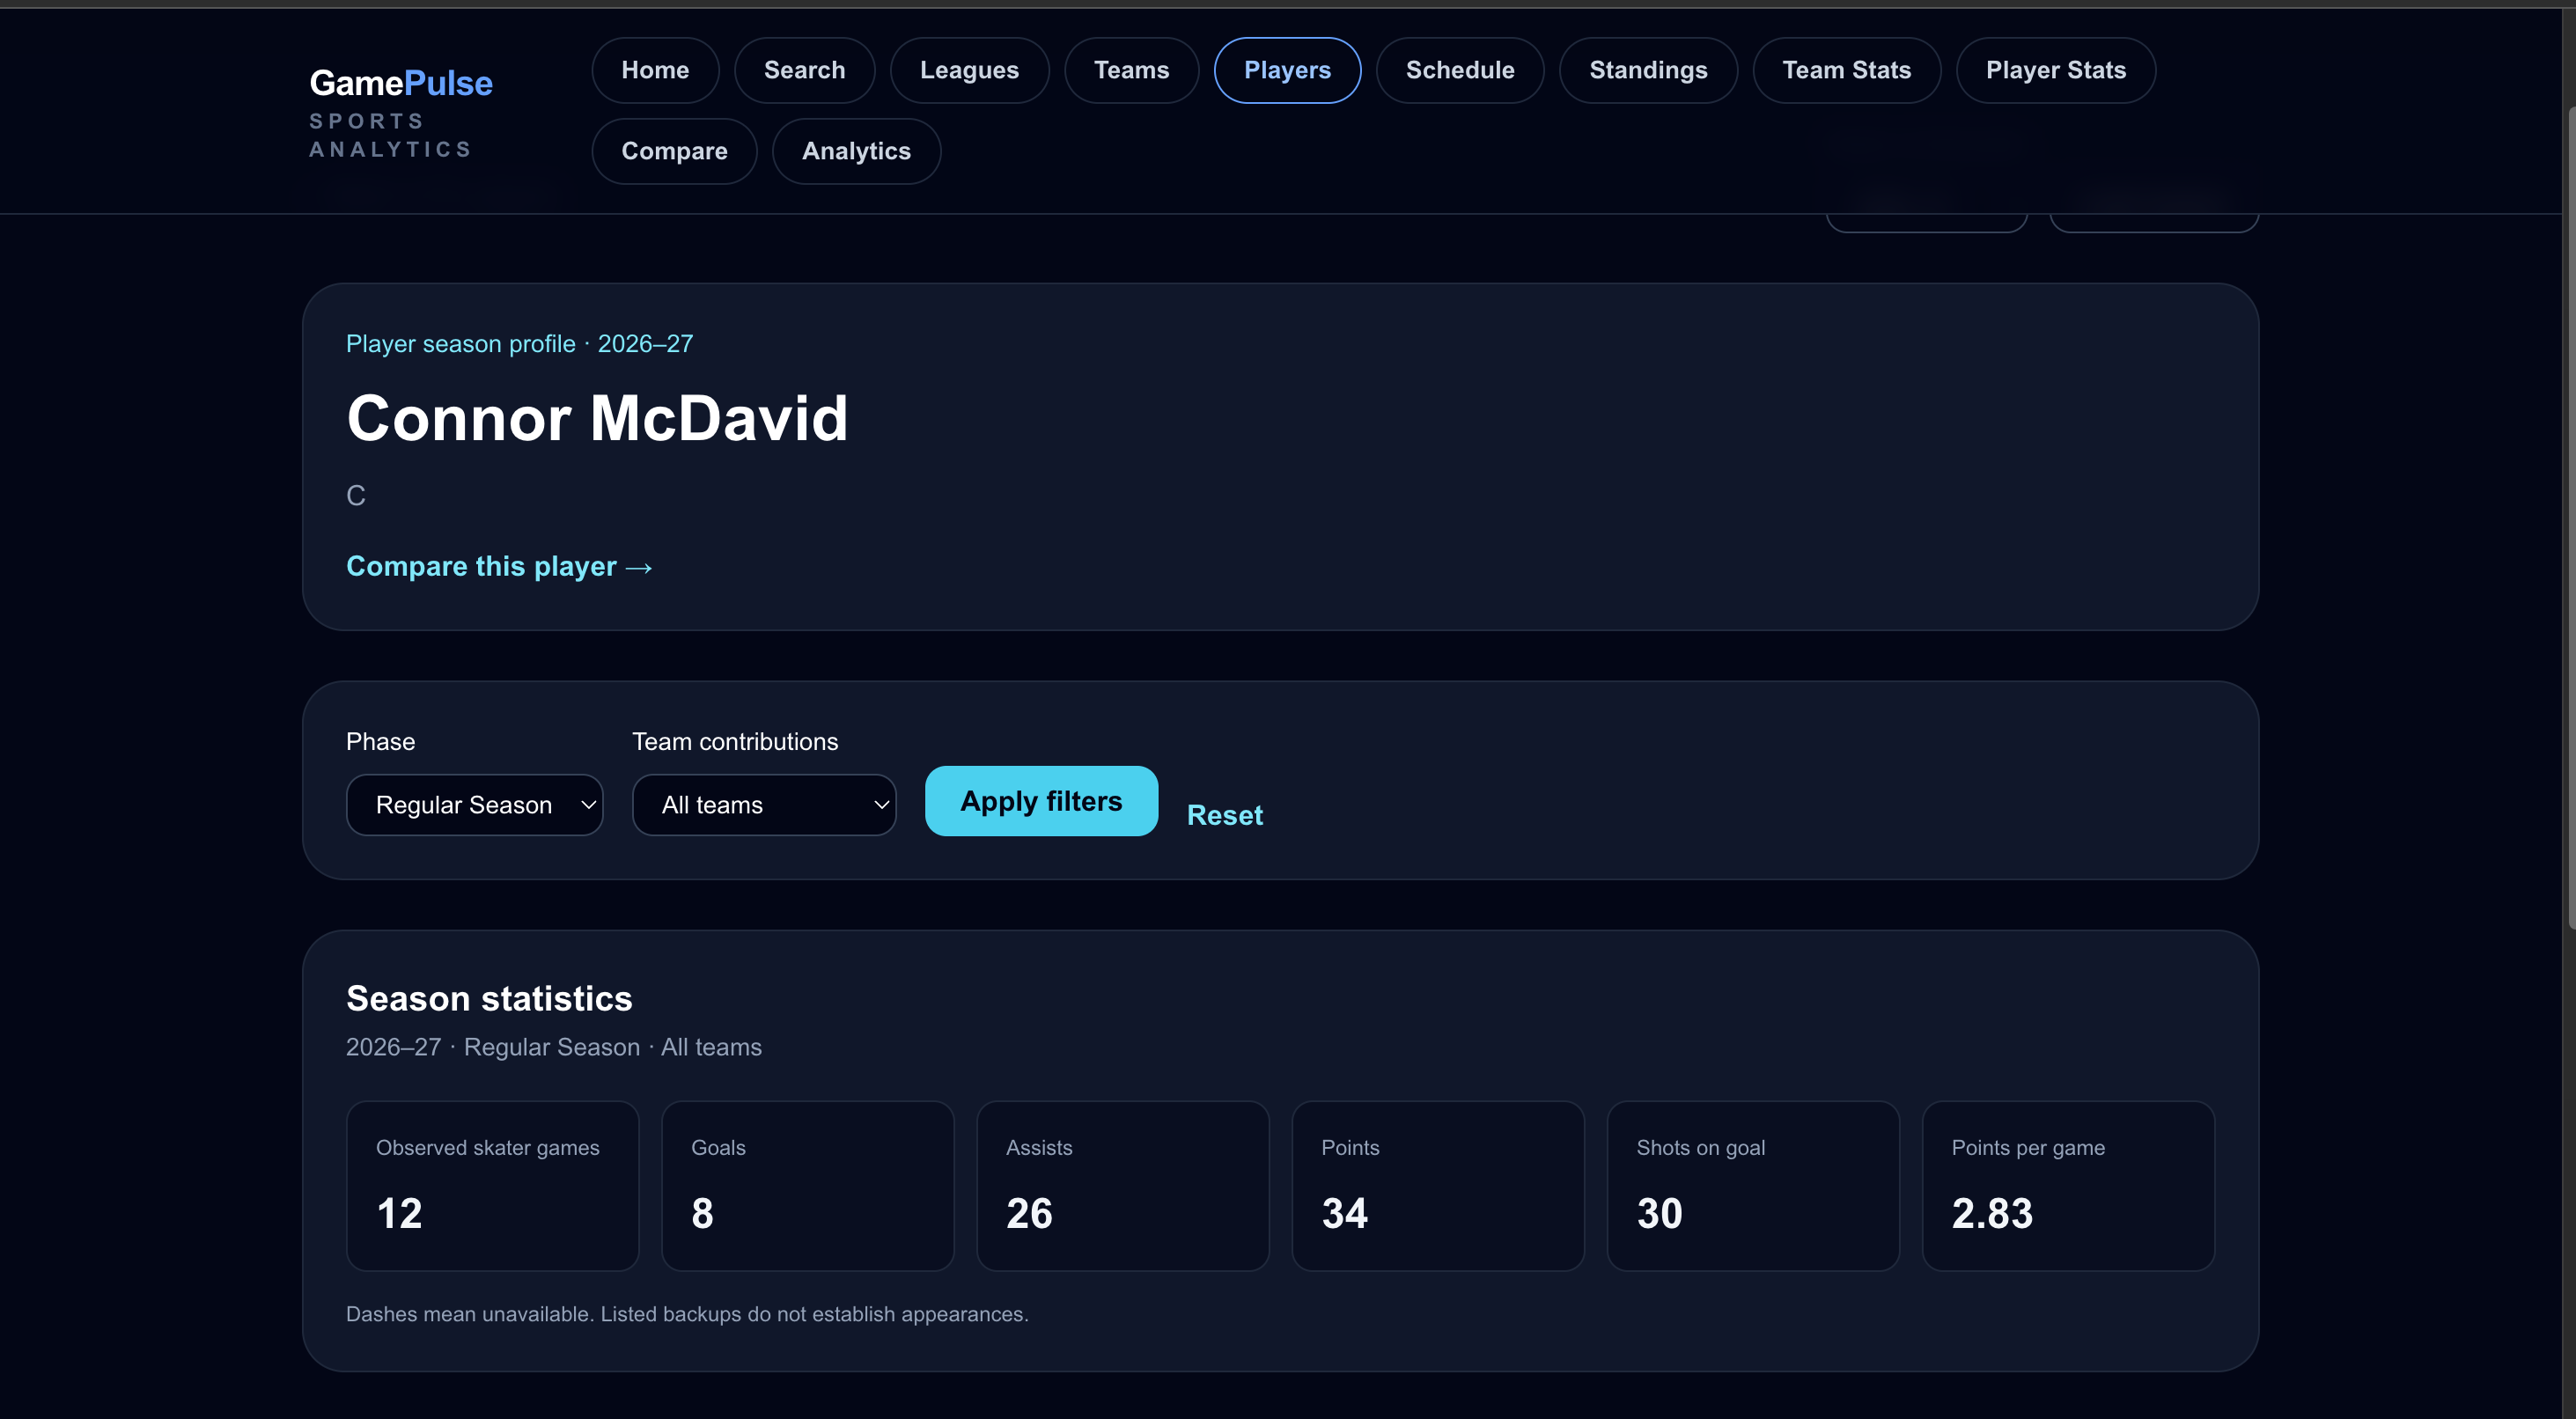 GamePulse
SPORTS
ANALYTICS
Home
Search
Leagues
Teams
Players
Schedule
Standings
Team Stats
Player Stats
Compare
Analytics
Player season profile · 2026–27
Connor McDavid
C
Compare this player →
Phase
Team contributions
Regular Season
All teams
Apply filters
Reset
Season statistics
2026–27 · Regular Season · All teams
Observed skater games
Goals
Assists
Points
Shots on goal
Points per game
12
8
26
34
30
2.83
Dashes mean unavailable. Listed backups do not establish appearances.